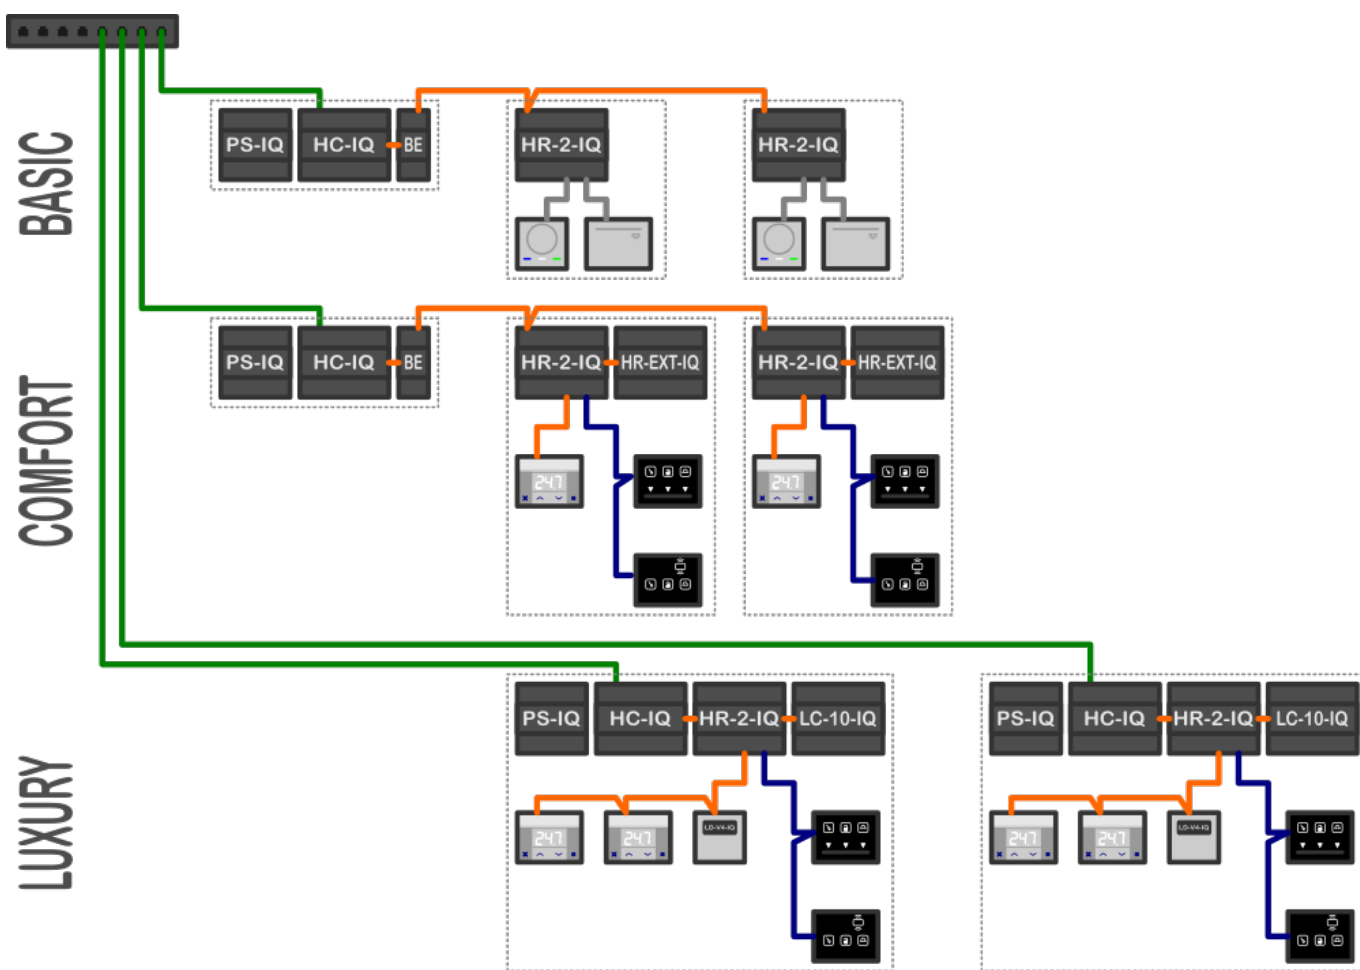 BASIC
PS-IQ HC-IQ BE HR-2-IQ HR-2-IQ
COMFORT
PS-IQ HC-IQ BE HR-2-IQ HR-EXT-IQ HR-2-IQ HR-EXT-IQ
24.7 24.7
LUXURY
PS-IQ HC-IQ HR-2-IQ LC-10-IQ PS-IQ HC-IQ HR-2-IQ LC-10-IQ
24.7 24.7 LD-V4-IQ 24.7 24.7 LD-V4-IQ